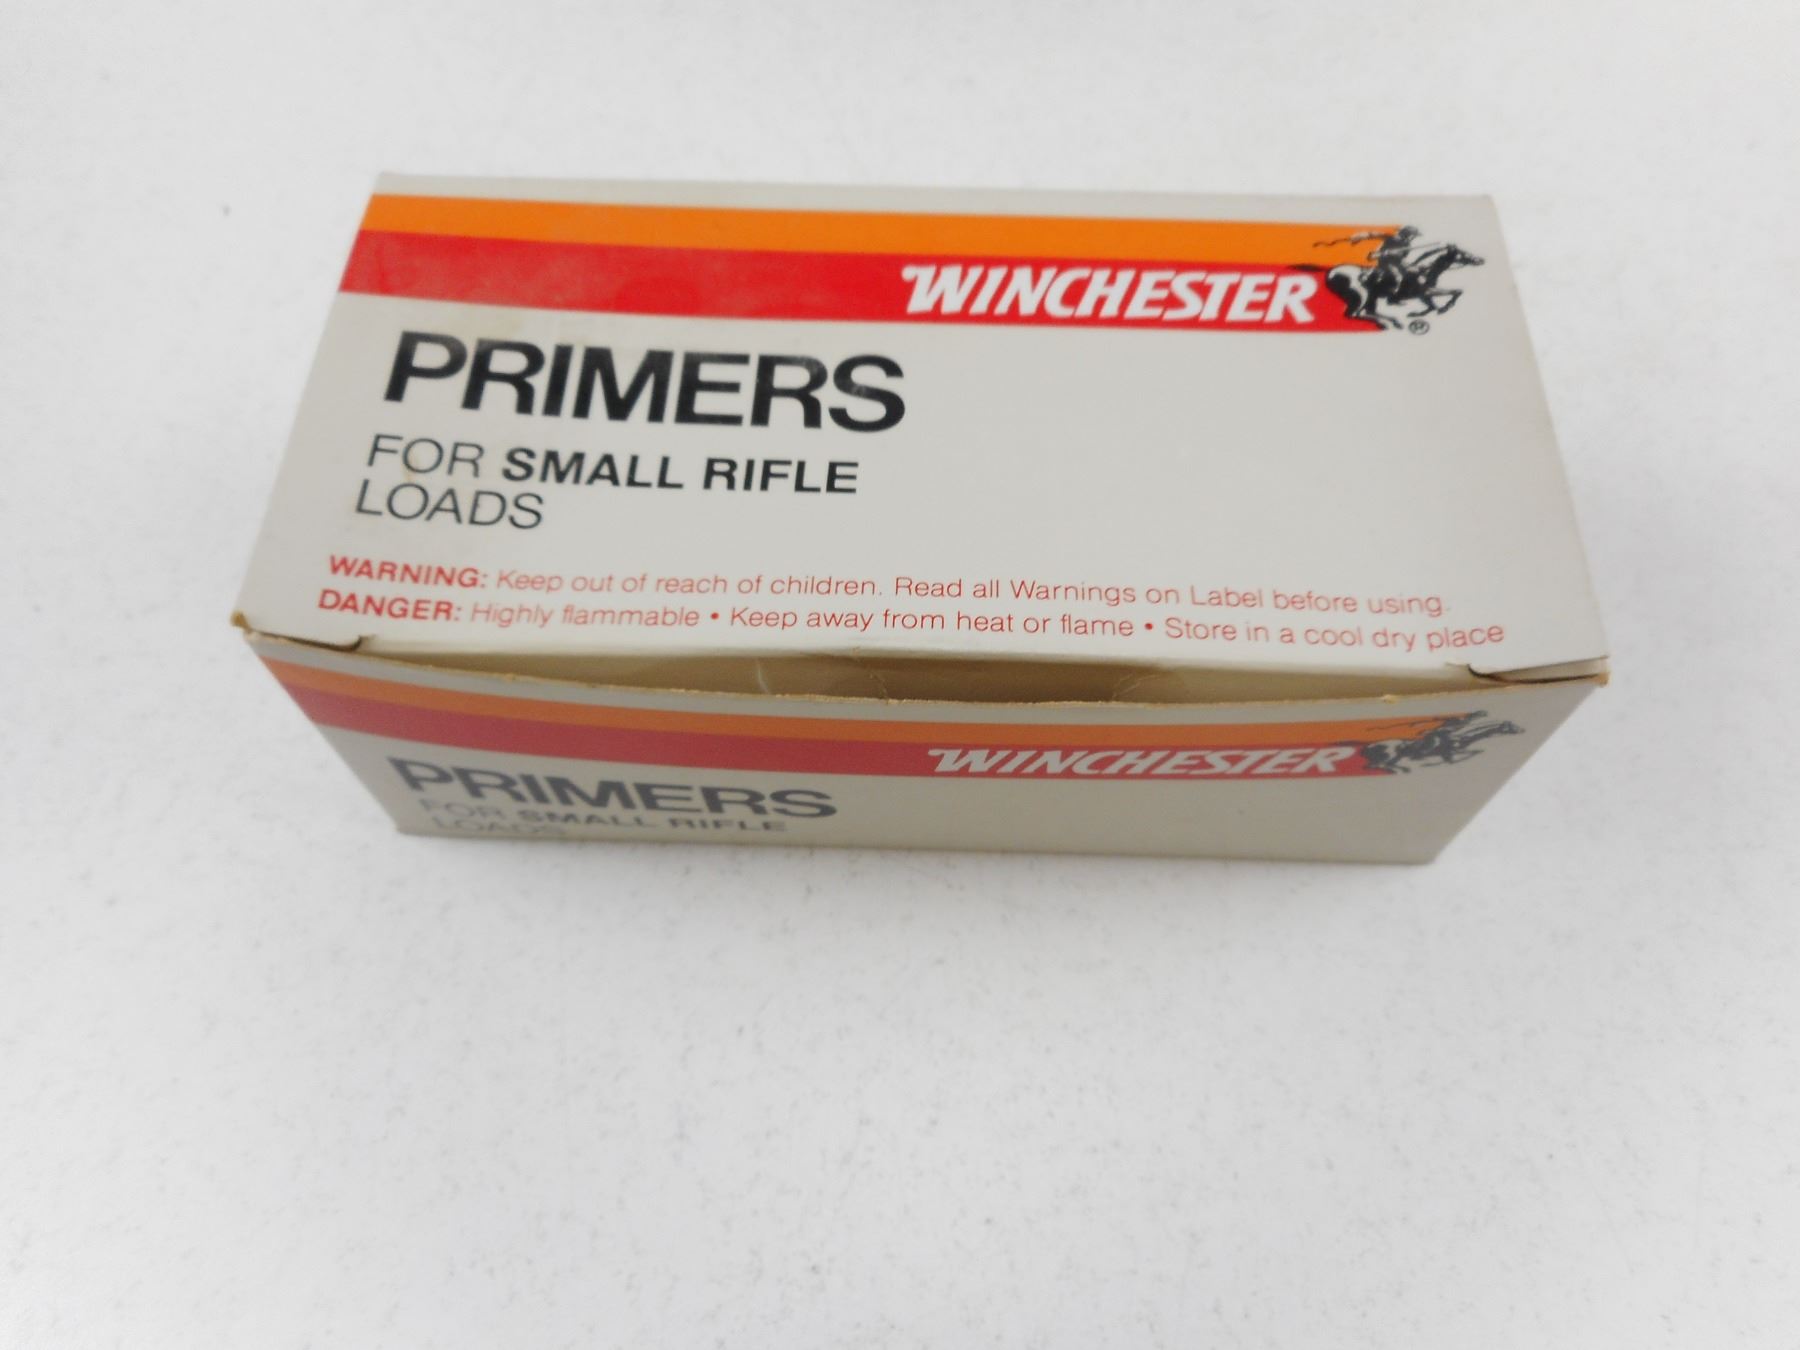 WINCHESTER
®
PRIMERS
FOR SMALL RIFLE
LOADS
WARNING: Keep out of reach of children. Read all Warnings on Label before using.
DANGER: Highly flammable • Keep away from heat or flame • Store in a cool dry place
WINCHESTER
PRIMERS
FOR SMALL RIFLE
LOADS